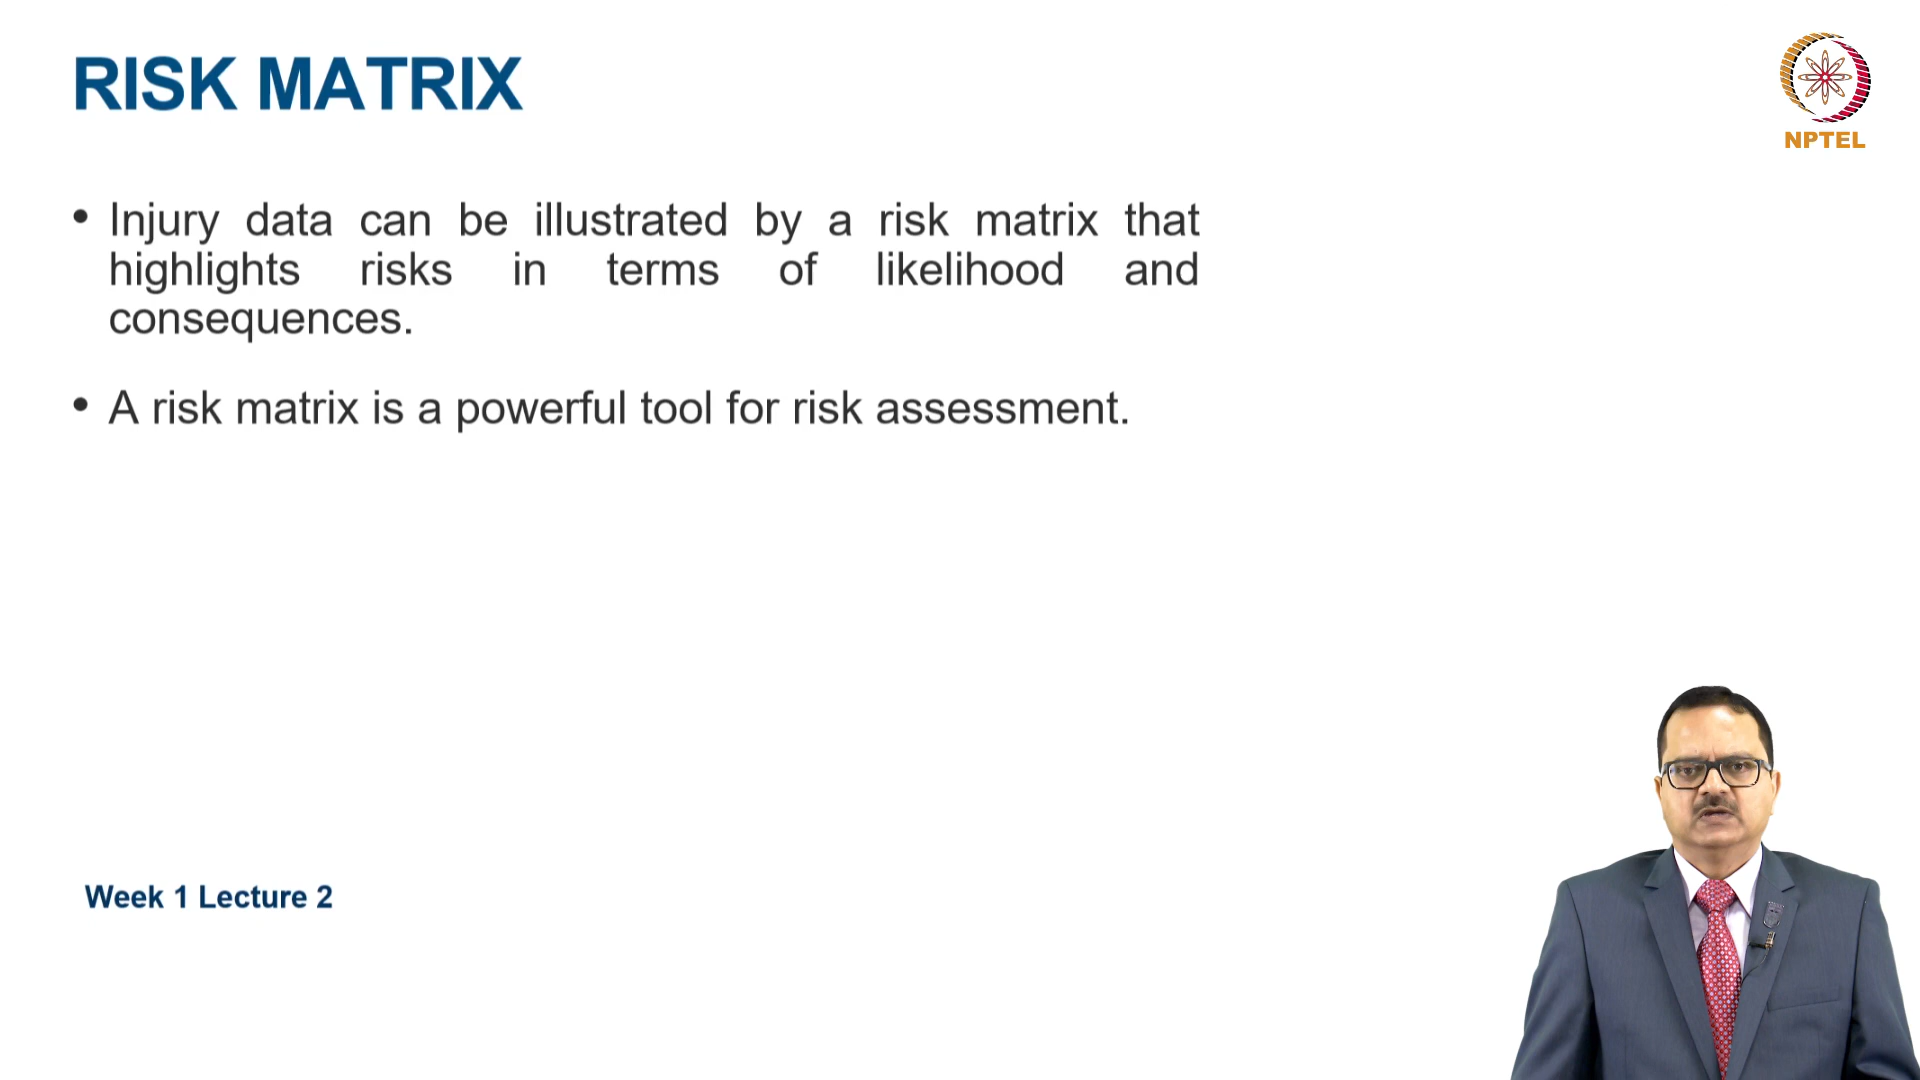 RISK MATRIX
NPTEL
• Injury data can be illustrated by a risk matrix that
highlights risks in terms of likelihood and
consequences.
• A risk matrix is a powerful tool for risk assessment.
Week 1 Lecture 2